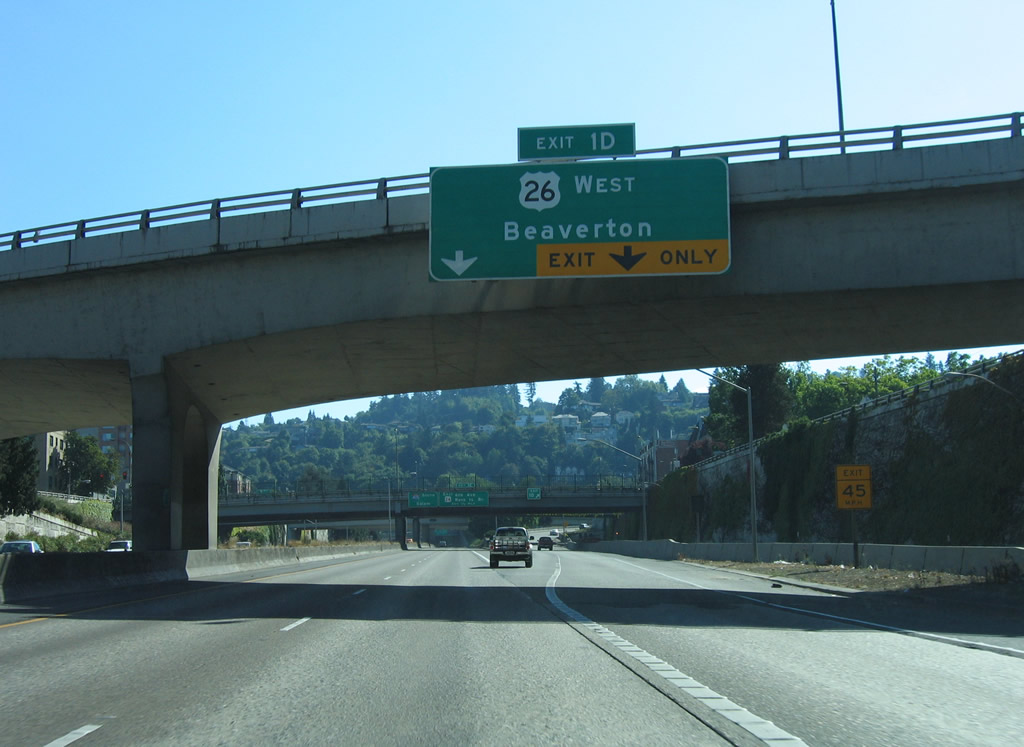 EXIT 1D
26 WEST
Beaverton
EXIT ONLY
EXIT
45